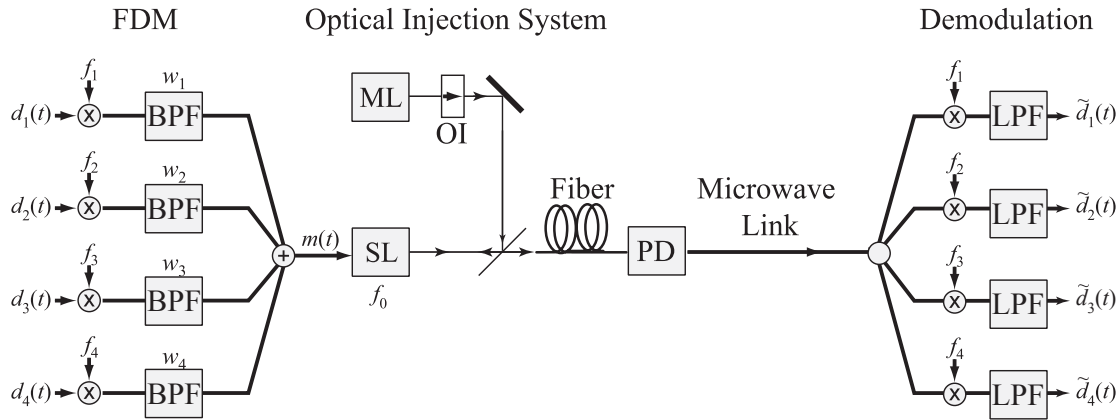 FDM Optical Injection System Demodulation
f₁ w₁ ML OI f₁
d₁(t) X BPF X LPF d̃₁(t)
f₂ w₂ Fiber Microwave Link f₂
d₂(t) X BPF X LPF d̃₂(t)
+ m(t) SL f₀ PD
f₃ w₃ f₃
d₃(t) X BPF X LPF d̃₃(t)
f₄ w₄ f₄
d₄(t) X BPF X LPF d̃₄(t)